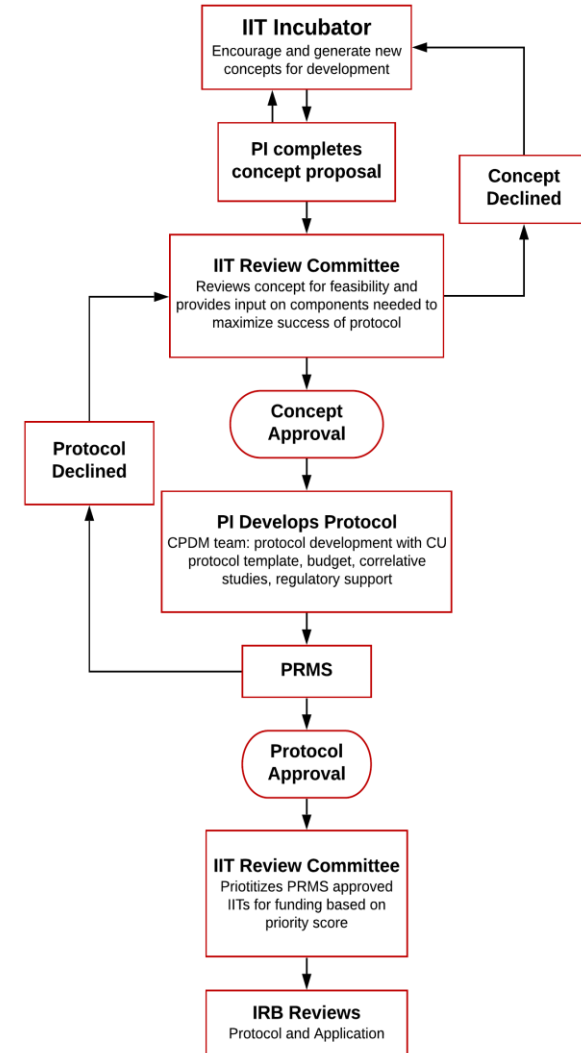 IIT Incubator
Encourage and generate new
concepts for development
PI completes
concept proposal
Concept
Declined
IIT Review Committee
Reviews concept for feasibility and
provides input on components needed to
maximize success of protocol
Concept
Approval
Protocol
Declined
PI Develops Protocol
CPDM team: protocol development with CU
protocol template, budget, correlative
studies, regulatory support
PRMS
Protocol
Approval
IIT Review Committee
Priotitizes PRMS approved
IITs for funding based on
priority score
IRB Reviews
Protocol and Application